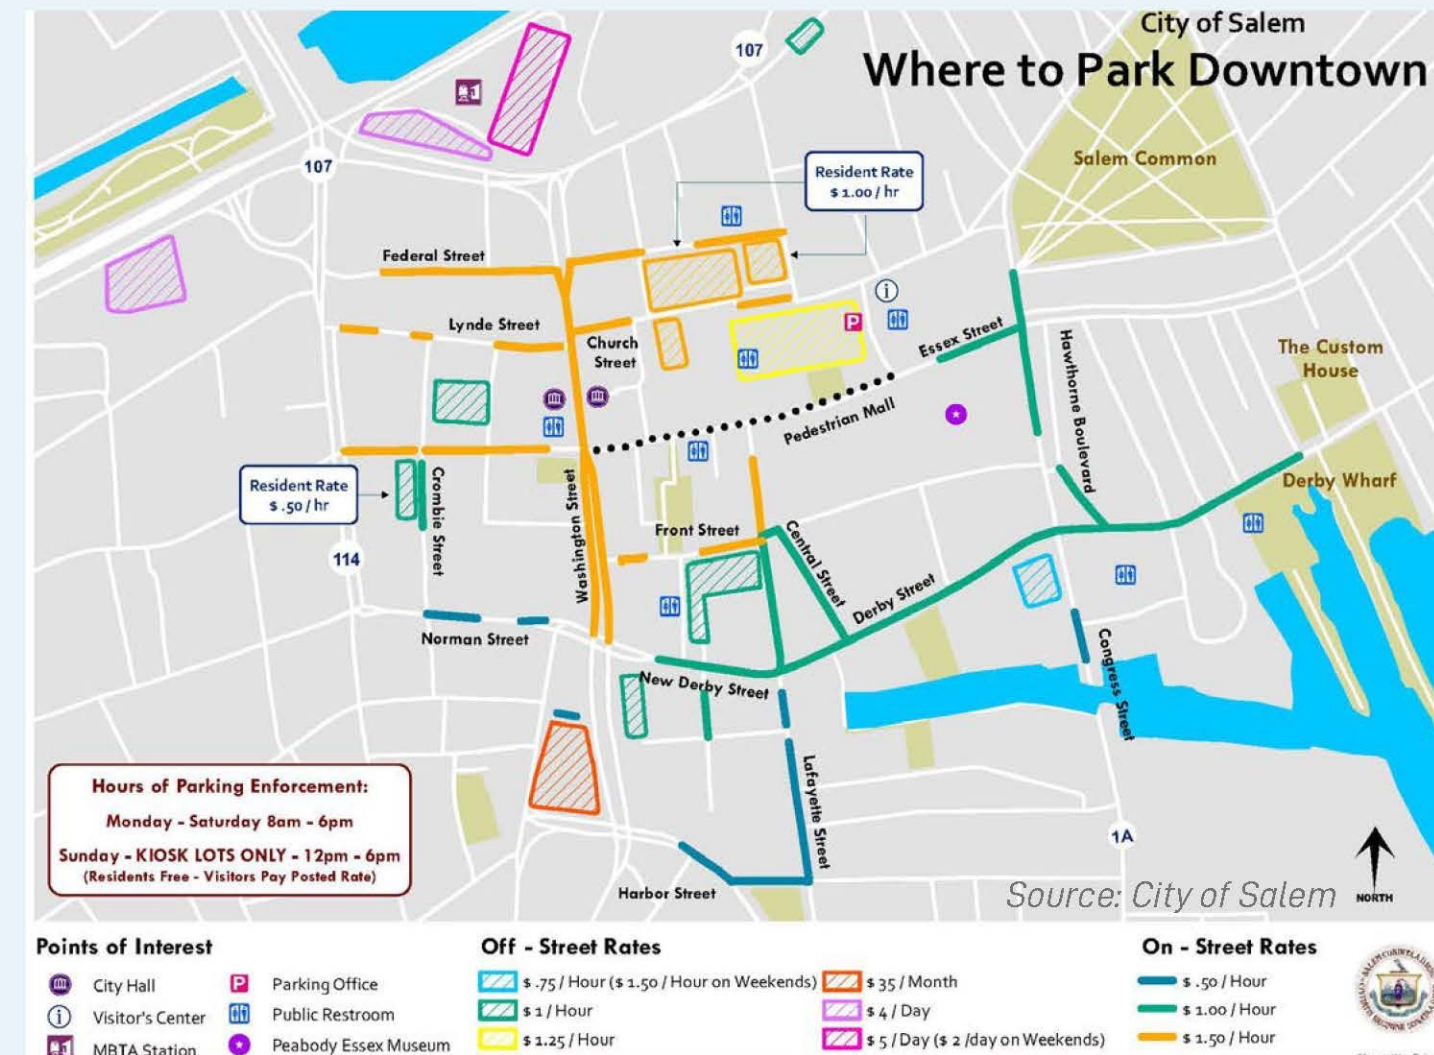 City of Salem
Where to Park Downtown
107
107
Salem Common
Resident Rate
$ 1.00 / hr
Federal Street
Lynde Street
Church
Street
Essex Street
Hawthorne Boulevard
The Custom
House
Pedestrian Mall
Derby Wharf
Resident Rate
$ .50 / hr
Crombie Street
Washington Street
Front Street
Central Street
114
Derby Street
Norman Street
Congress Street
New Derby Street
Lafayette Street
Hours of Parking Enforcement:
Monday - Saturday 8am - 6pm
Sunday - KIOSK LOTS ONLY - 12pm - 6pm
(Residents Free - Visitors Pay Posted Rate)
1A
Harbor Street
Source: City of Salem
NORTH
Points of Interest
City Hall
Visitor's Center
MBTA Station
P Parking Office
Public Restroom
Peabody Essex Museum
Off - Street Rates
$ .75 / Hour ($ 1.50 / Hour on Weekends)
$ 1 / Hour
$ 1.25 / Hour
$ 35 / Month
$ 4 / Day
$ 5 / Day ($ 2 /day on Weekends)
On - Street Rates
$ .50 / Hour
$ 1.00 / Hour
$ 1.50 / Hour
P